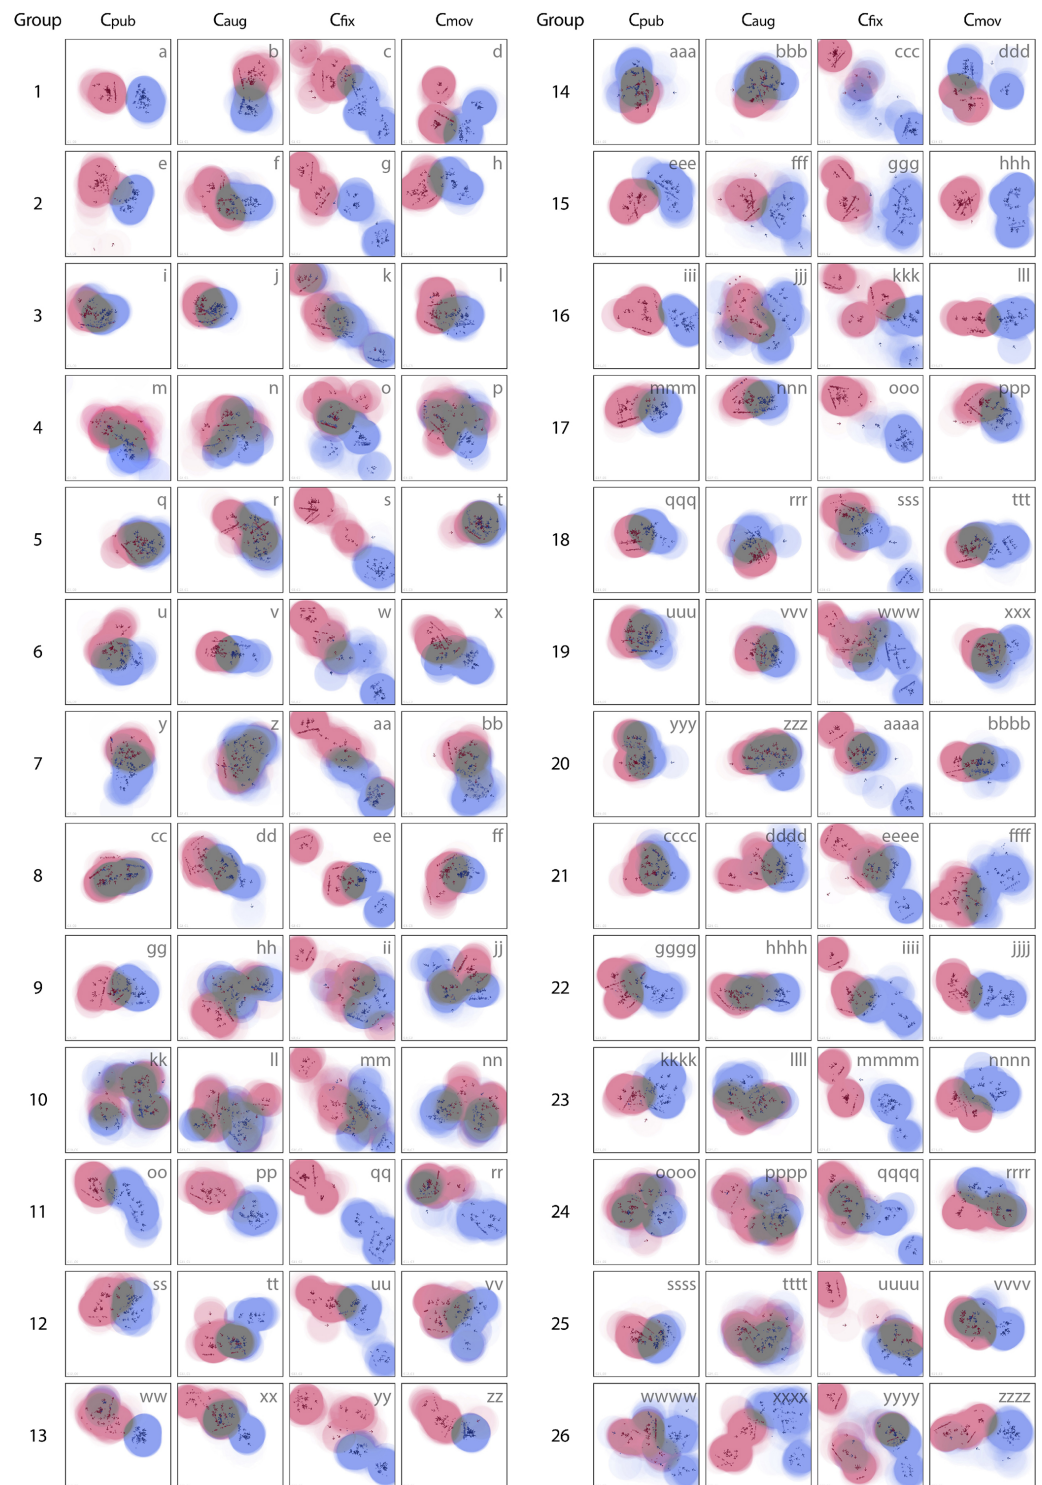 Group Cpub Caug Cfix Cmov Group Cpub Caug Cfix Cmov
1 a b c d 14 aaa bbb ccc ddd
2 e f g h 15 eee fff ggg hhh
3 i j k l 16 iii jjj kkk lll
4 m n o p 17 mmm nnn ooo ppp
5 q r s t 18 qqq rrr sss ttt
6 u v w x 19 uuu vvv www xxx
7 y z aa bb 20 yyy zzz aaaa bbbb
8 cc dd ee ff 21 cccc dddd eeee ffff
9 gg hh ii jj 22 gggg hhhh iiii jjjj
10 kk ll mm nn 23 kkkk llll mmmm nnnn
11 oo pp qq rr 24 oooo pppp qqqq rrrr
12 ss tt uu vv 25 ssss tttt uuuu vvvv
13 ww xx yy zz 26 wwww xxxx yyyy zzzz